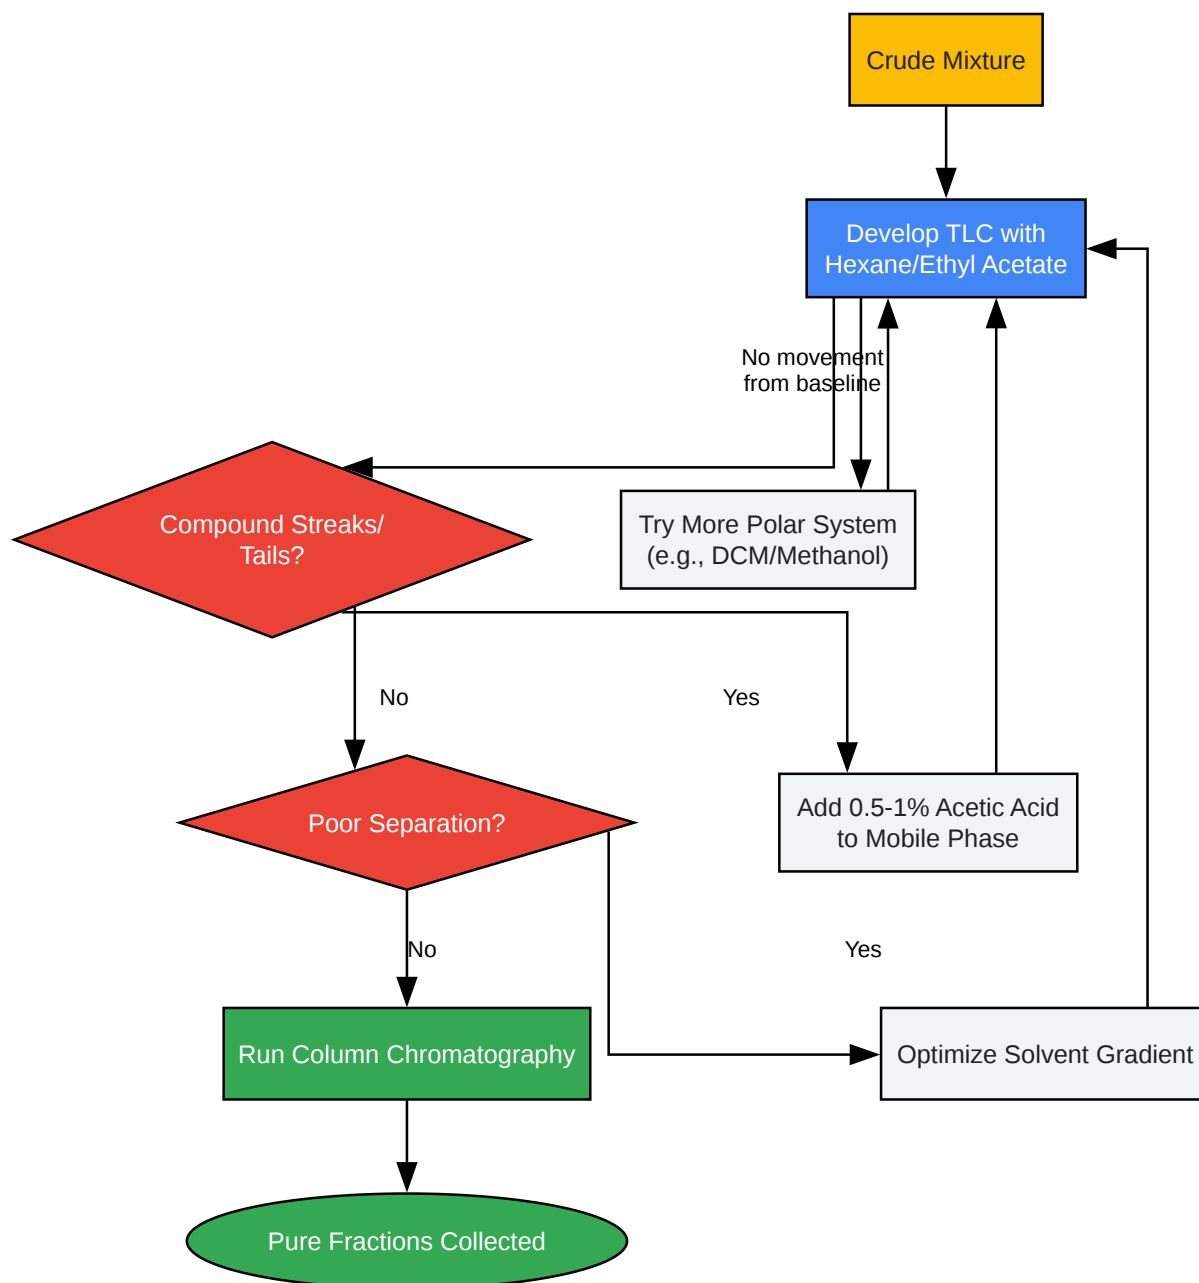 Crude Mixture
Develop TLC with
Hexane/Ethyl Acetate
No movement
from baseline
Compound Streaks/
Tails?
Try More Polar System
(e.g., DCM/Methanol)
No
Yes
Poor Separation?
Add 0.5-1% Acetic Acid
to Mobile Phase
No
Yes
Run Column Chromatography
Optimize Solvent Gradient
Pure Fractions Collected